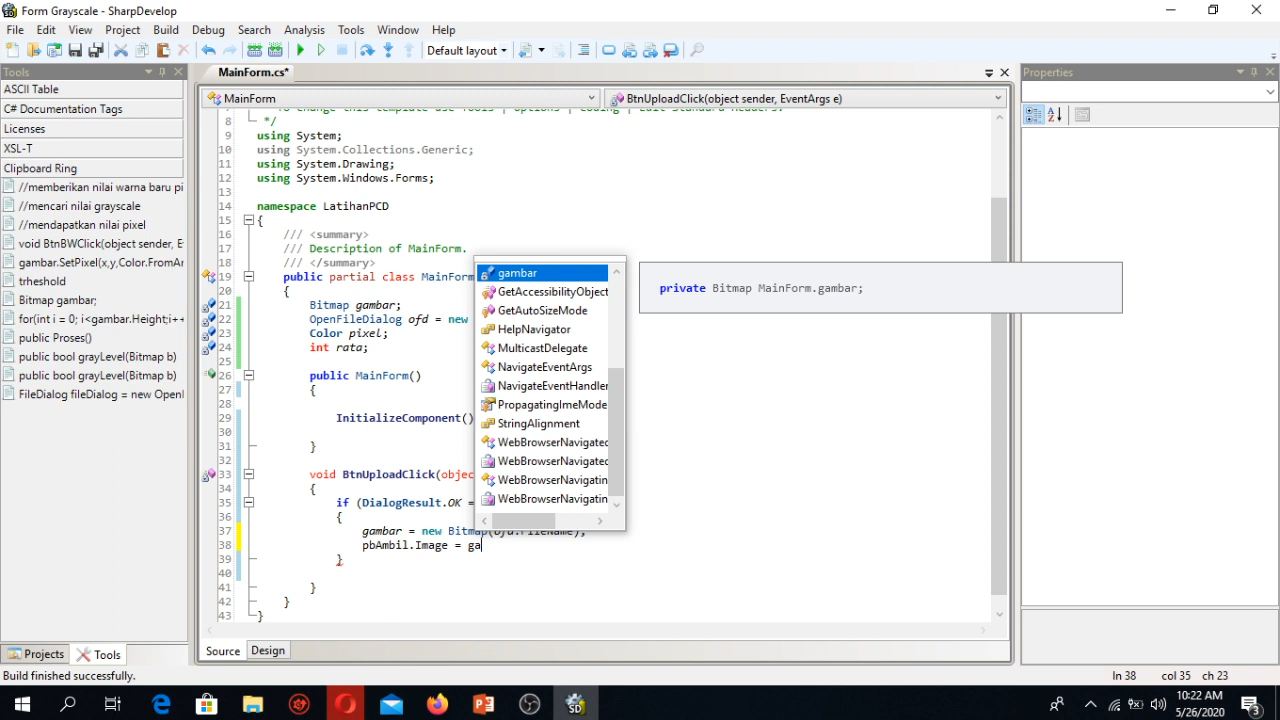 Form Grayscale - SharpDevelop
File Edit View Project Build Debug Search Analysis Tools Window Help
Default layout
Tools
MainForm.cs*
Properties
ASCII Table
C# Documentation Tags
Licenses
XSL-T
Clipboard Ring
//memberikan nilai warna baru pi
//mencari nilai grayscale
//mendapatkan nilai pixel
void BtnBWClick(object sender, E
gambar.SetPixel(x,y,Color.FromAr
trheshold
Bitmap gambar;
for(int i = 0; i<gambar.Height;i+
public Proses()
public bool grayLevel(Bitmap b)
public bool grayLevel(Bitmap b)
FileDialog fileDialog = new OpenI
Projects Tools
MainForm
BtnUploadClick(object sender, EventArgs e)
8 */
9 using System;
10 using System.Collections.Generic;
11 using System.Drawing;
12 using System.Windows.Forms;
13
14 namespace LatihanPCD
15 {
16 /// <summary>
17 /// Description of MainForm.
18 /// </summary>
19 public partial class MainForm
20 {
21 Bitmap gambar;
22 OpenFileDialog ofd = new
23 Color pixel;
24 int rata;
25
26 public MainForm()
27 {
28
29 InitializeComponent()
30
31 }
32
33 void BtnUploadClick(objec
34 {
35 if (DialogResult.OK =
36 {
37 gambar = new Bitmap(ofd.FileName);
38 pbAmbil.Image = ga
39 }
40
41 }
42 }
43 }
gambar
GetAccessibilityObject
GetAutoSizeMode
HelpNavigator
MulticastDelegate
NavigateEventArgs
NavigateEventHandler
PropagatingImeMode
StringAlignment
WebBrowserNavigated
WebBrowserNavigated
WebBrowserNavigatin
WebBrowserNavigatin
private Bitmap MainForm.gambar;
Source Design
Build finished successfully.
ln 38 col 35 ch 23
10:22 AM
5/26/2020
3